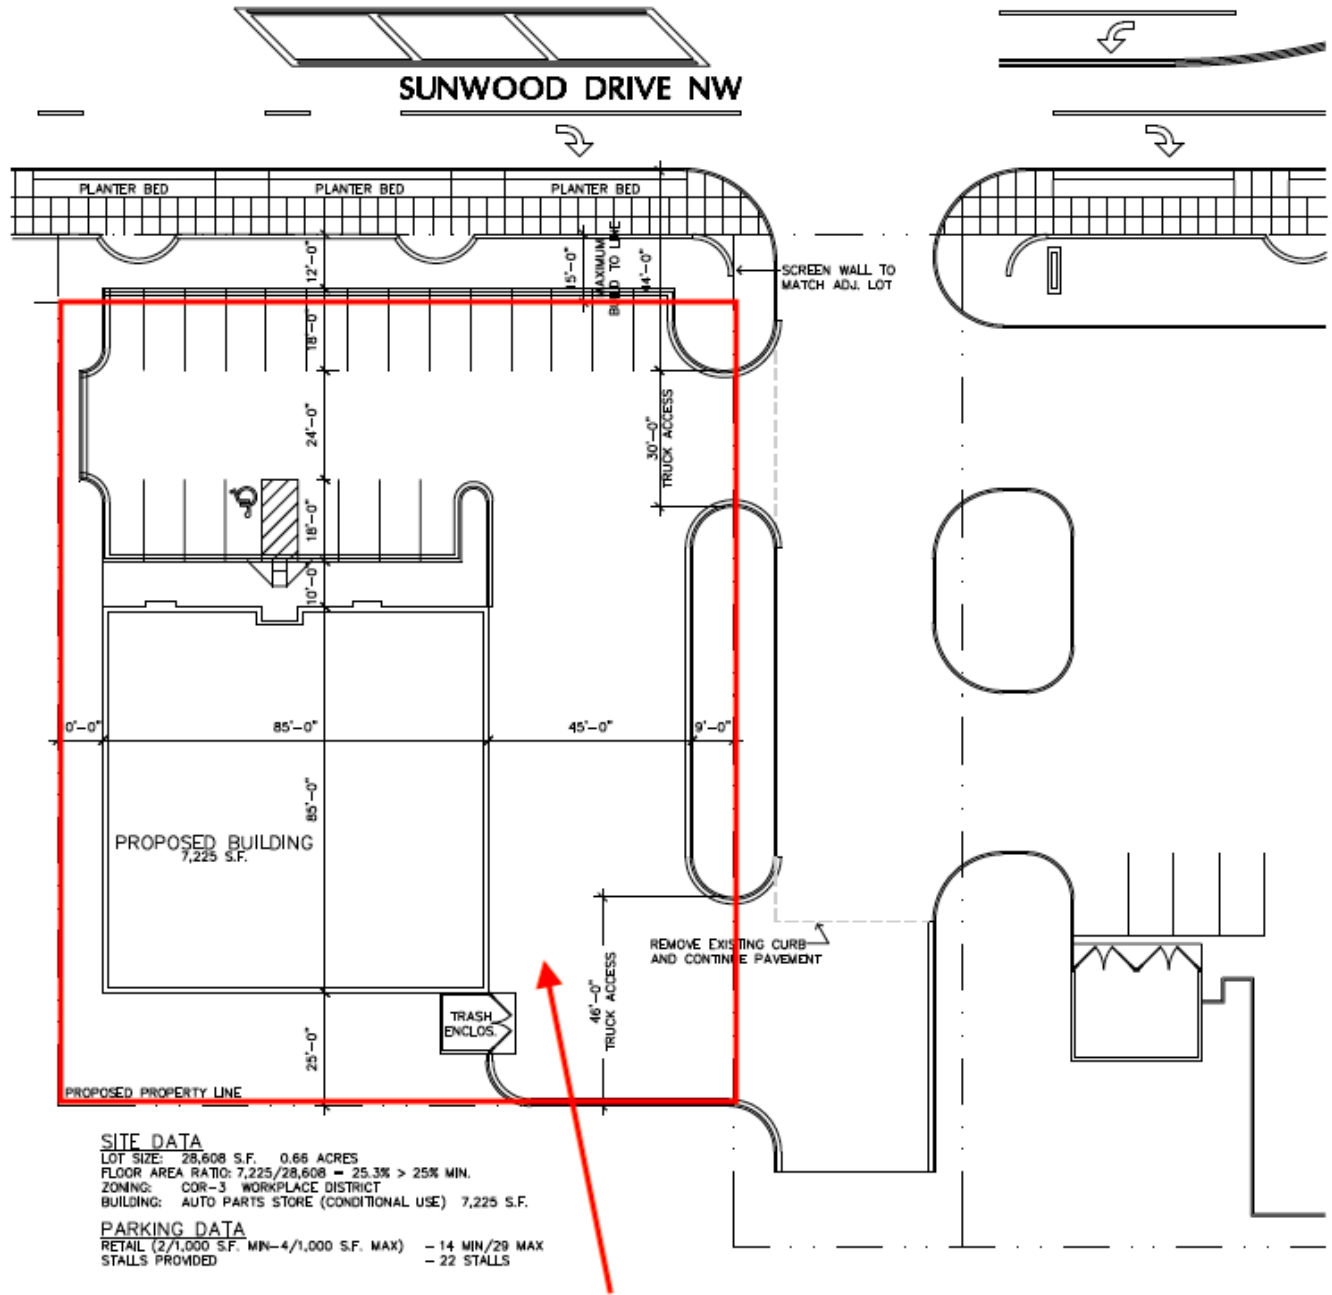 SUNWOOD DRIVE NW
PLANTER BED
PLANTER BED
PLANTER BED
12'-0"
15'-0"
MAXIMUM
BUILD TO LINE
44'-0"
SCREEN WALL TO
MATCH ADJ. LOT
18'-0"
24'-0"
30'-0"
TRUCK ACCESS
18'-0"
10'-0"
0'-0"
85'-0"
45'-0"
9'-0"
85'-0"
PROPOSED BUILDING
7,225 S.F.
REMOVE EXISTING CURB
AND CONTINUE PAVEMENT
46'-0"
TRUCK ACCESS
TRASH
ENCLOS.
25'-0"
PROPOSED PROPERTY LINE
SITE DATA
LOT SIZE: 28,608 S.F. 0.66 ACRES
FLOOR AREA RATIO: 7,225/28,608 = 25.3% > 25% MIN.
ZONING: COR-3 WORKPLACE DISTRICT
BUILDING: AUTO PARTS STORE (CONDITIONAL USE) 7,225 S.F.
PARKING DATA
RETAIL (2/1,000 S.F. MIN-4/1,000 S.F. MAX) - 14 MIN/29 MAX
STALLS PROVIDED - 22 STALLS